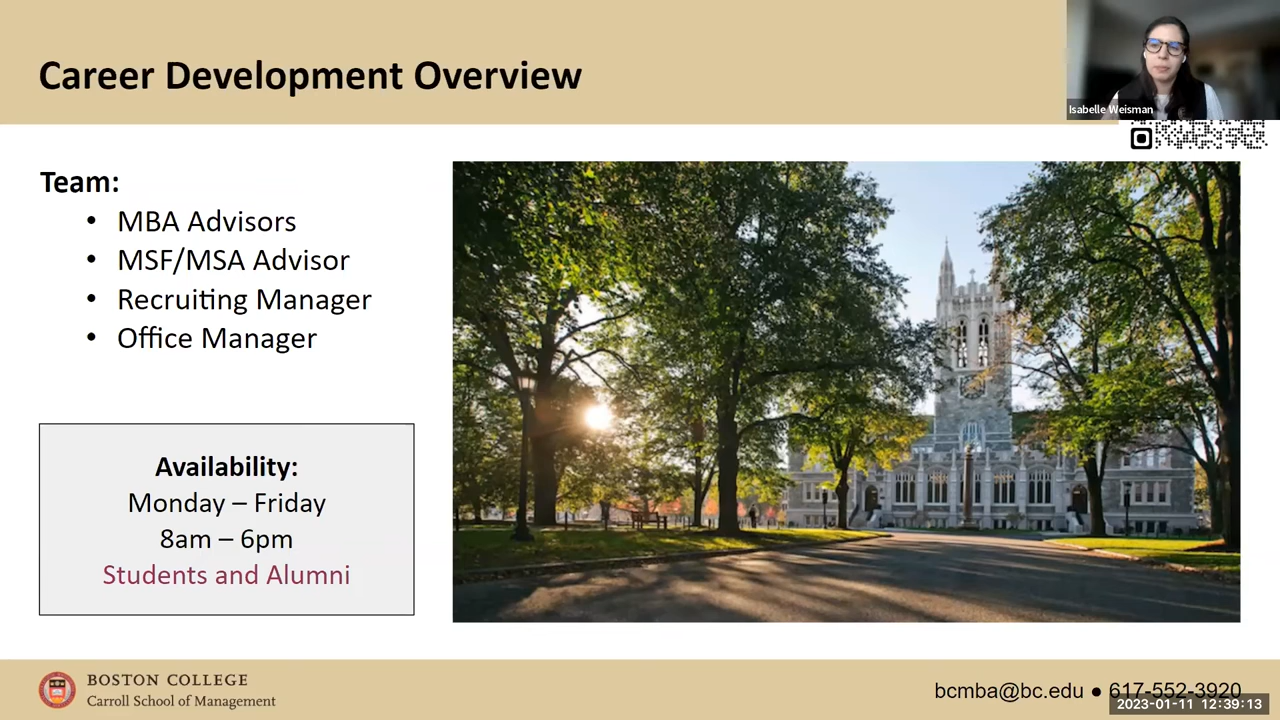 Career Development Overview
Isabelle Weisman
Team:
• MBA Advisors
• MSF/MSA Advisor
• Recruiting Manager
• Office Manager
Availability:
Monday – Friday
8am – 6pm
Students and Alumni
BOSTON COLLEGE
Carroll School of Management
bcmba@bc.edu ● 617-552-3920
2023-01-11 12:39:13